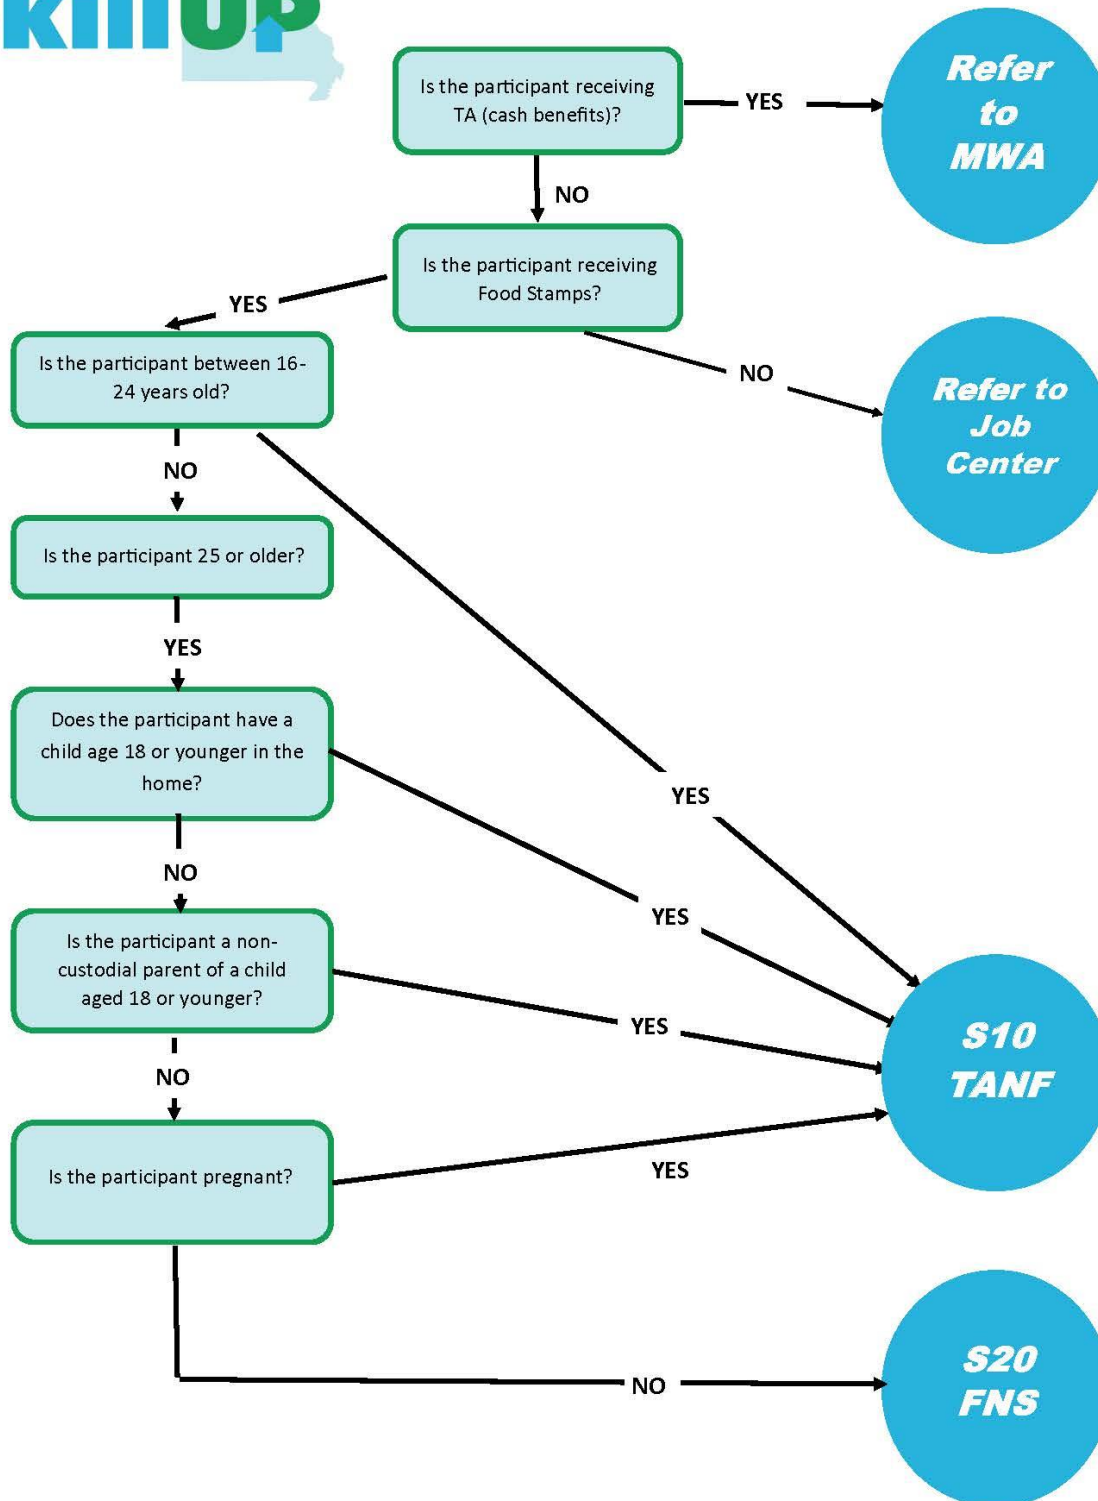 killUP
Is the participant receiving
TA (cash benefits)?
YES
Refer
to
MWA
NO
Is the participant receiving
Food Stamps?
YES
NO
Refer to
Job
Center
Is the participant between 16-
24 years old?
NO
Is the participant 25 or older?
YES
Does the participant have a
child age 18 or younger in the
home?
YES
NO
YES
Is the participant a non-
custodial parent of a child
aged 18 or younger?
YES
NO
S10
TANF
Is the participant pregnant?
YES
NO
S20
FNS